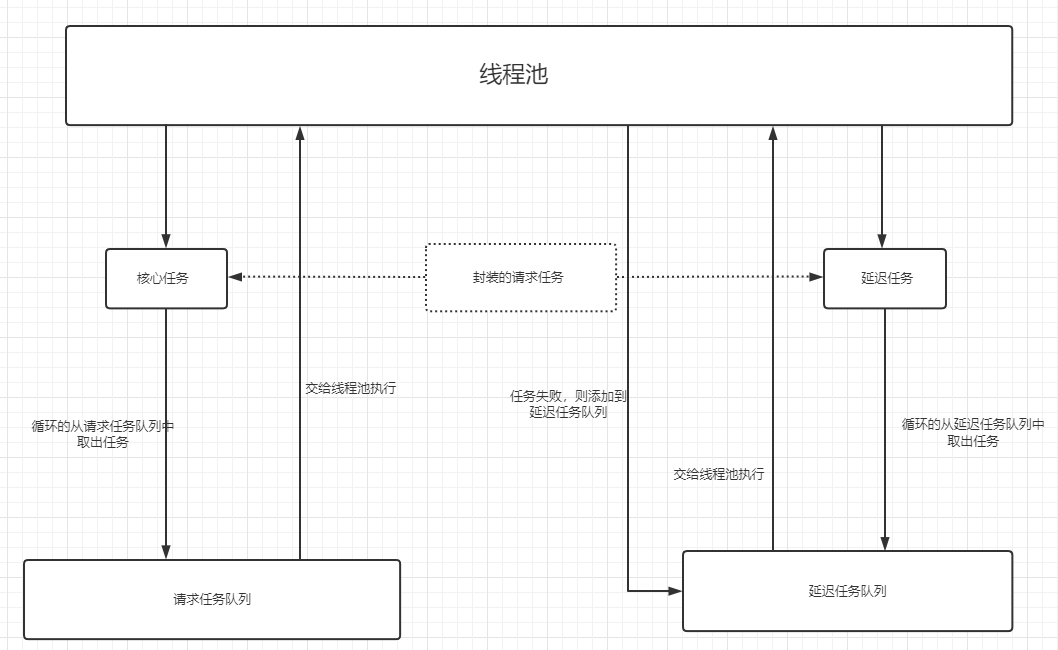 线程池
核心任务
封装的请求任务
延迟任务
交给线程池执行
任务失败，则添加到
延迟任务队列
循环的从请求任务队列中
取出任务
循环的从延迟任务队列中
取出任务
交给线程池执行
请求任务队列
延迟任务队列